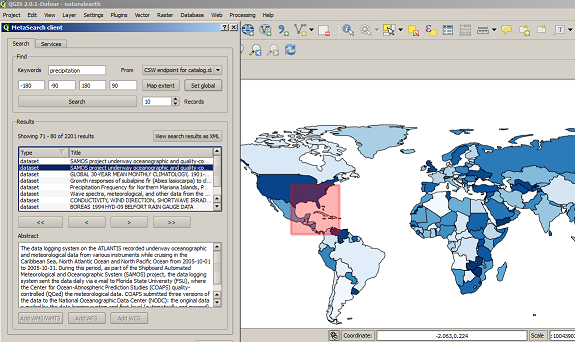 QGIS 2.0.1-Dufour - naturalearth
Project Edit View Layer Settings Plugins Vector Raster Database Web Processing Help
MetaSearch client
Search Services
Find
Keywords precipitation From CSW endpoint for catalog.d
-180 -90 180 90 Map extent Set global
Search 10 Records
Results
Showing 71 - 80 of 2201 results View search results as XML
Type Title
dataset SAMOS project underway oceanographic and quality-co
dataset SAMOS project underway oceanographic and quality-co
dataset GLOBAL 30-YEAR MEAN MONTHLY CLIMATOLOGY, 1901-
dataset Growth responses of subalpine fir (Abies lasiocarpa) to d
dataset Precipitation Frequency for Northern Mariana Islands, P
dataset Wave spectra, meteorological, and other data from the
dataset CONDUCTIVITY, WIND DIRECTION, SHORTWAVE IRRAD
dataset BOREAS 1994 HYD-09 BELFORT RAIN GAUGE DATA
<< < > >>
Abstract
The data logging system on the ATLANTIS recorded underway oceanographic
and meteorological data from various instruments while cruising in the
Caribbean Sea, North Atlantic Ocean and North Pacific Ocean from 2005-10-01
to 2005-10-31. During this period, as part of the Shipboard Automated
Meteorological and Oceanographic System (SAMOS) project, the data logging
system sent the data daily via e-mail to Florida State University (FSU), where
the Center for Ocean-Atmospheric Prediction Studies (COAPS) quality-
controlled (QCed) the meteorological data. COAPS submitted three versions of
the data to the National Oceanographic Data Center (NODC): the original data
Add WMS/WMTS Add WFS Add WCS
Coordinate: -2.063,0.224 Scale